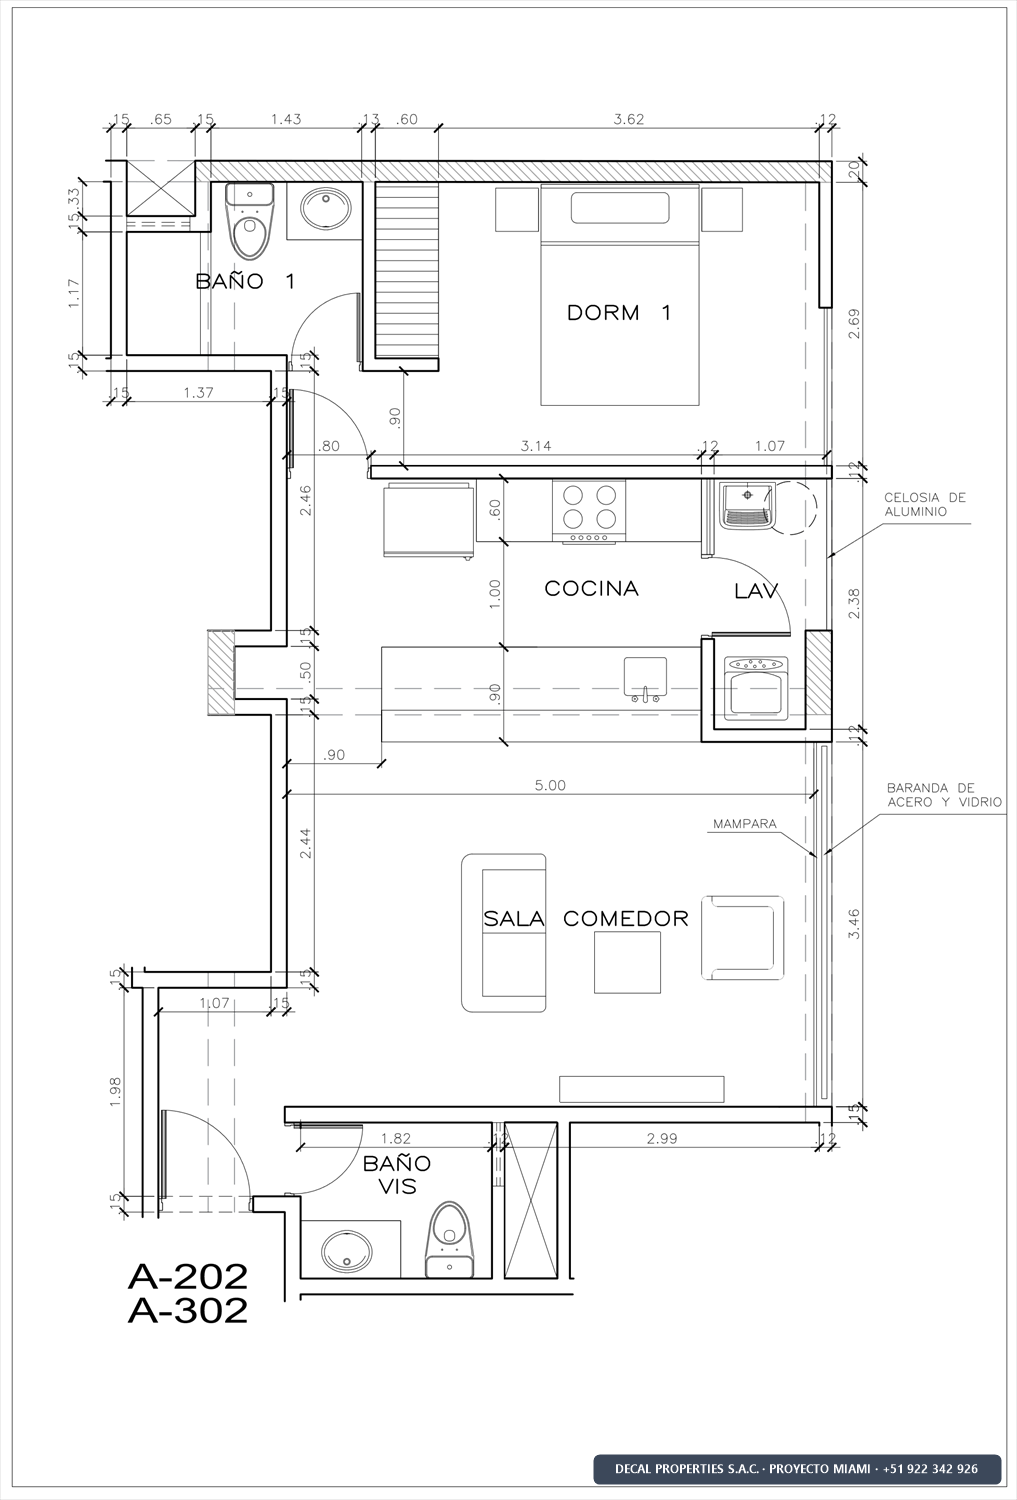 .15 .65 .15 1.43 .13 .60 3.62 .12
.20
.33
.15
1.17
.15
BAÑO 1
DORM 1
2.69
.15
.15 1.37 .15
.90
.80 3.14 .12 1.07
.12
2.46
.60
CELOSIA DE
ALUMINIO
COCINA
LAV
1.00
2.38
.15
.50
.15
.90
.12
.90
5.00
BARANDA DE
ACERO Y VIDRIO
MAMPARA
2.44
SALA COMEDOR
3.46
.15
.15
1.07 .15
1.98
.15
1.82 .12 2.99 .12
BAÑO
VIS
.15
A-202
A-302
DECAL PROPERTIES S.A.C. · PROYECTO MIAMI · +51 922 342 926